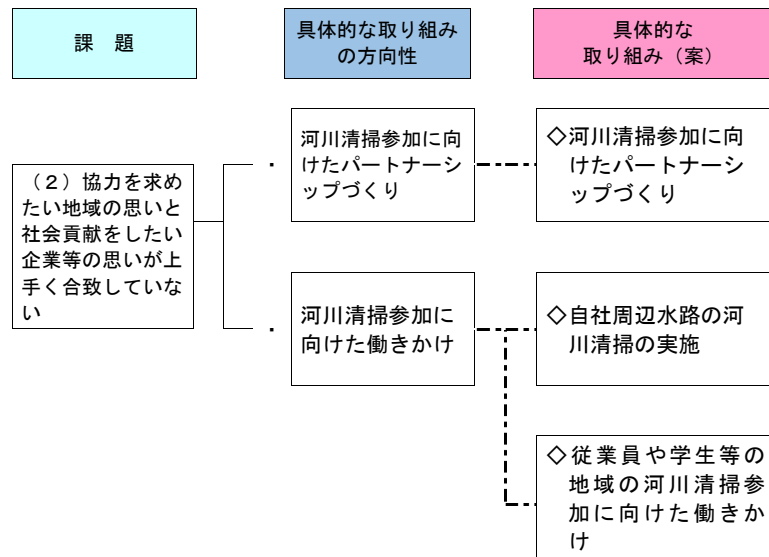 課 題
具体的な取り組み
の方向性
具体的な
取り組み（案）
（２）協力を求め
たい地域の思いと
社会貢献をしたい
企業等の思いが上
手く合致していな
い
・
河川清掃参加に向
けたパートナーシ
ップづくり
◇河川清掃参加に向
けたパートナーシ
ップづくり
・
河川清掃参加に
向けた働きかけ
◇自社周辺水路の河
川清掃の実施
◇従業員や学生等の
地域の河川清掃参
加に向けた働きか
け